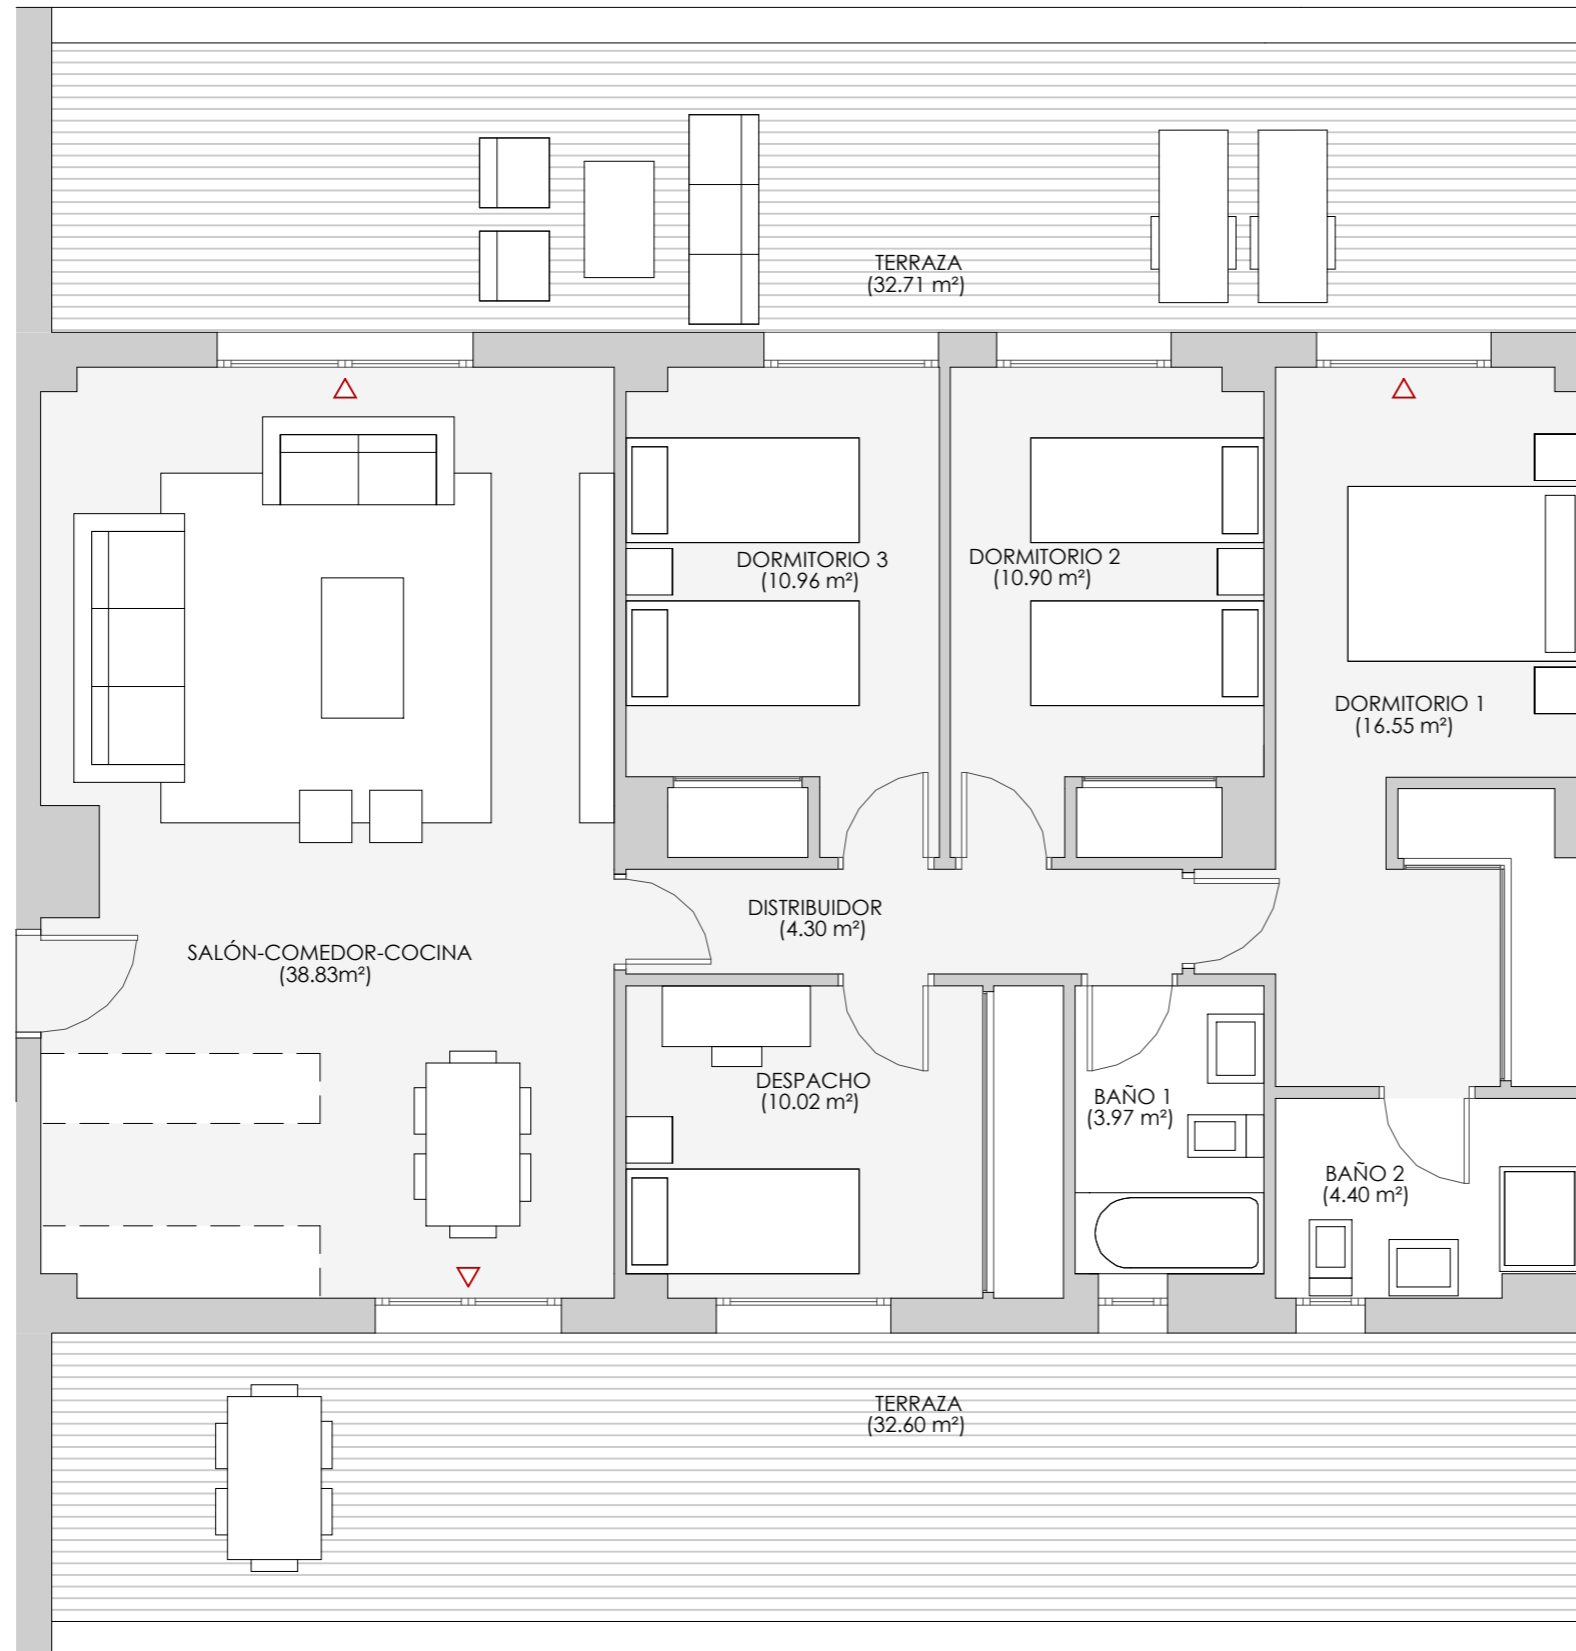 TERRAZA
(32.71 m²)
DORMITORIO 3
(10.96 m²)
DORMITORIO 2
(10.90 m²)
DORMITORIO 1
(16.55 m²)
DISTRIBUIDOR
(4.30 m²)
SALÓN-COMEDOR-COCINA
(38.83m²)
DESPACHO
(10.02 m²)
BAÑO 1
(3.97 m²)
BAÑO 2
(4.40 m²)
TERRAZA
(32.60 m²)